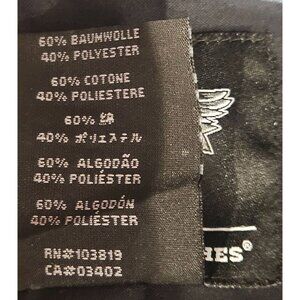 60% BAUMWOLLE
40% POLYESTER
60% COTONE
40% POLIESTERE
60% 綿
40% ポリエステル
60% ALGODÃO
40% POLIÉSTER
60% ALGODÓN
40% POLIÉSTER
RN#103819
CA#03402
HES®